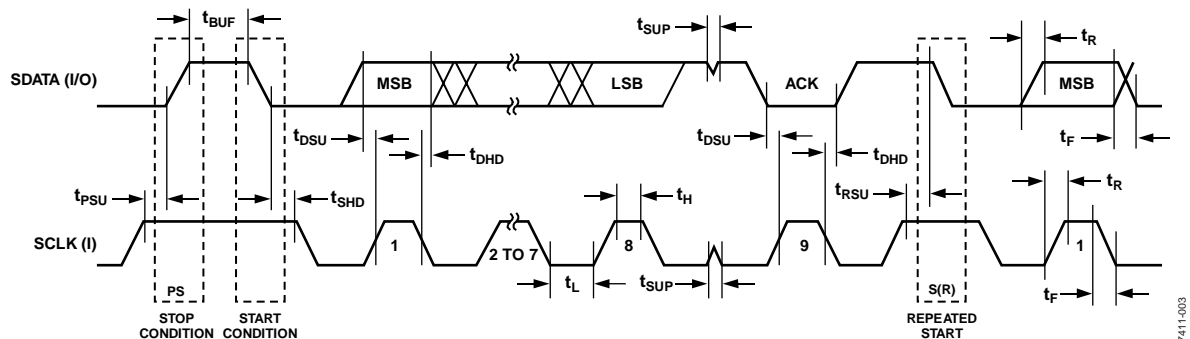 tBUF
tSUP
tR
SDATA (I/O)
MSB
LSB
ACK
MSB
tDSU
tDHD
tDSU
tDHD
tF
tPSU
tSHD
tH
tRSU
tR
SCLK (I)
1
2 TO 7
8
9
1
tL
tSUP
tF
PS
S(R)
STOP
CONDITION
START
CONDITION
REPEATED
START
7411-003